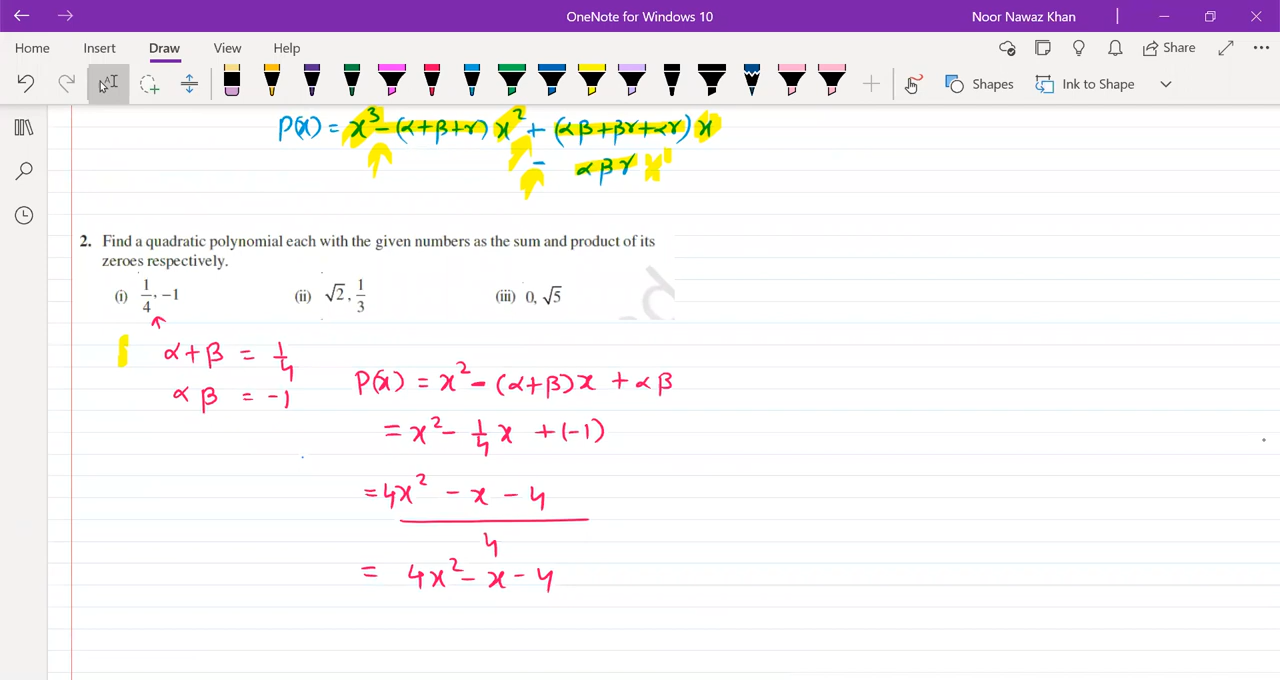 OneNote for Windows 10
Noor Nawaz Khan
Home Insert Draw View Help
Share
Shapes
Ink to Shape
P(x) = x³ - (α+β+γ) x² + (αβ+βγ+αγ) x
- αβγ
2. Find a quadratic polynomial each with the given numbers as the sum and product of its
zeroes respectively.
(i) 1/4, -1 (ii) √2, 1/3 (iii) 0, √5
α+β = 1/4
αβ = -1
P(x) = x² - (α+β)x + αβ
= x² - 1/4 x + (-1)
= 4x² - x - 4
4
= 4x² - x - 4